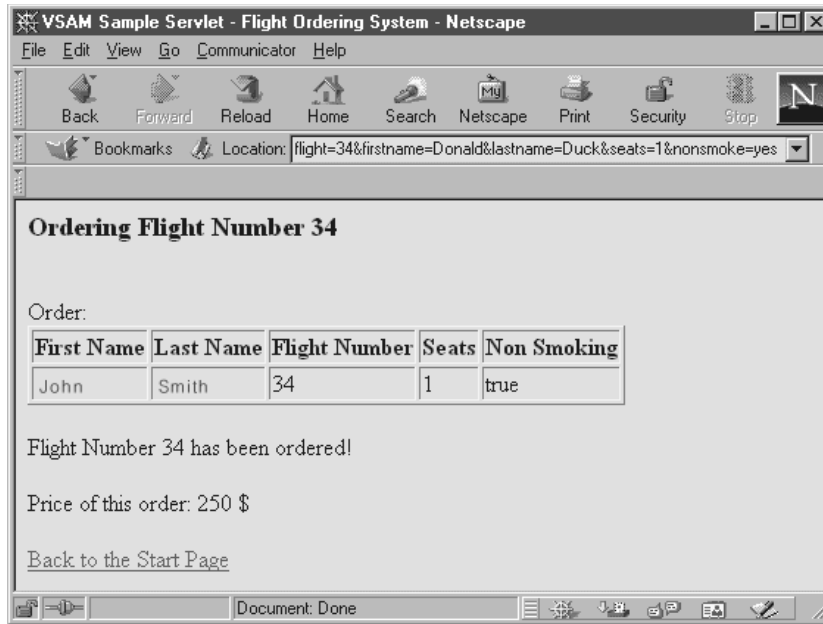 VSAM Sample Servlet - Flight Ordering System - Netscape
File Edit View Go Communicator Help
Back Forward Reload Home Search Netscape Print Security Stop
My
N
Bookmarks Location: flight=34&firstname=Donald&lastname=Duck&seats=1&nonsmoke=yes
Ordering Flight Number 34
Order:
First Name Last Name Flight Number Seats Non Smoking
John Smith 34 1 true
Flight Number 34 has been ordered!
Price of this order: 250 $
Back to the Start Page
Document: Done